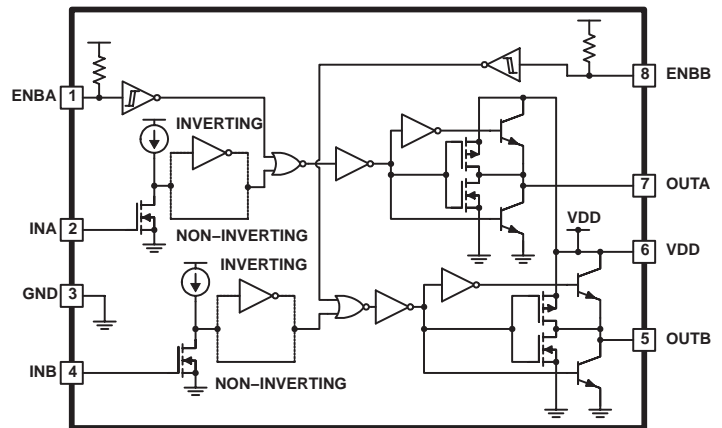 ENBA 1
8 ENBB
INVERTING
INA 2
7 OUTA
NON–INVERTING
VDD
INVERTING
6 VDD
GND 3
5 OUTB
INB 4
NON–INVERTING